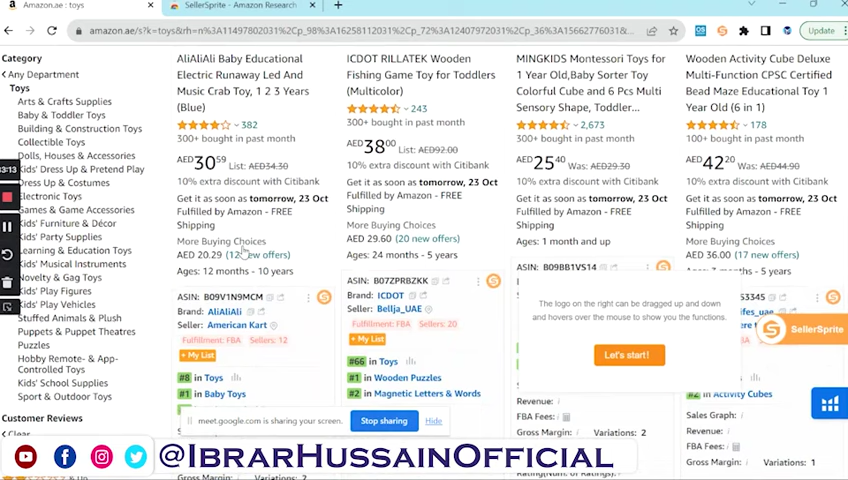 Amazon.ae : toys
SellerSprite - Amazon Research
amazon.ae/s?k=toys&rh=n%3A11497802031%2Cp_98%3A16258112031%2Cp_72%3A12407972031%2Cp_36%3A1566277603
Update
Category
Any Department
Toys
Arts & Crafts Supplies
Baby & Toddler Toys
Building & Construction Toys
Collectible Toys
Dolls, Houses & Accessories
Kids' Dress Up & Pretend Play
Dress Up & Costumes
Electronic Toys
Games & Game Accessories
Kids' Furniture & Décor
Kids' Party Supplies
Learning & Education Toys
Kids' Musical Instruments
Novelty & Gag Toys
Kids' Play Figures
Kids' Play Vehicles
Stuffed Animals & Plush
Puppets & Puppet Theatres
Puzzles
Hobby Remote- & App-
Controlled Toys
Kids' School Supplies
Sport & Outdoor Toys
Customer Reviews
Clear
& Up
3:13
AliAliAli Baby Educational
Electric Runaway Led And
Music Crab Toy, 1 2 3 Years
(Blue)
382
300+ bought in past month
AED 30 59 List: AED34.30
10% extra discount with Citibank
Get it as soon as tomorrow, 23 Oct
Fulfilled by Amazon - FREE
Shipping
More Buying Choices
AED 20.29 (12 new offers)
Ages: 12 months - 10 years
ASIN: B09V1N9MCM
Brand: AliAliAli
Seller: American Kart
Fulfillment: FBA Sellers: 12
+ My List
#8 in Toys
#1 in Baby Toys
ICDOT RILLATEK Wooden
Fishing Game Toy for Toddlers
(Multicolor)
243
300+ bought in past month
AED 38 00 List: AED92.00
10% extra discount with Citibank
Get it as soon as tomorrow, 23 Oct
Fulfilled by Amazon - FREE
Shipping
More Buying Choices
AED 29.60 (20 new offers)
Ages: 24 months - 5 years
ASIN: B07ZPRBZKK
Brand: ICDOT
Seller: Bellja_UAE
Fulfillment: FBA Sellers: 20
+ My List
#66 in Toys
#1 in Wooden Puzzles
#2 in Magnetic Letters & Words
MINGKIDS Montessori Toys for
1 Year Old,Baby Sorter Toy
Colorful Cube and 6 Pcs Multi
Sensory Shape, Toddler...
2,673
300+ bought in past month
AED 25 40 Was: AED29.30
10% extra discount with Citibank
Get it as soon as tomorrow, 23 Oct
Fulfilled by Amazon - FREE
Shipping
Ages: 1 month and up
ASIN: B09BB1VS14
Revenue:
FBA Fees:
Gross Margin: Variations: 2
Wooden Activity Cube Deluxe
Multi-Function CPSC Certified
Bead Maze Educational Toy 1
Year Old (6 in 1)
178
100+ bought in past month
AED 42 20 Was: AED44.90
10% extra discount with Citibank
Get it as soon as tomorrow, 23 Oct
Fulfilled by Amazon - FREE
Shipping
More Buying Choices
AED 36.00 (17 new offers)
months - 5 years
53345
#2 in Activity Cubes
Sales Graph:
Revenue:
FBA Fees:
Gross Margin: Variations: 1
The logo on the right can be dragged up and down
and hovers over the mouse to show you the functions.
Let's start!
SellerSprite
meet.google.com is sharing your screen.
Stop sharing
Hide
@IbrarHussainOfficial